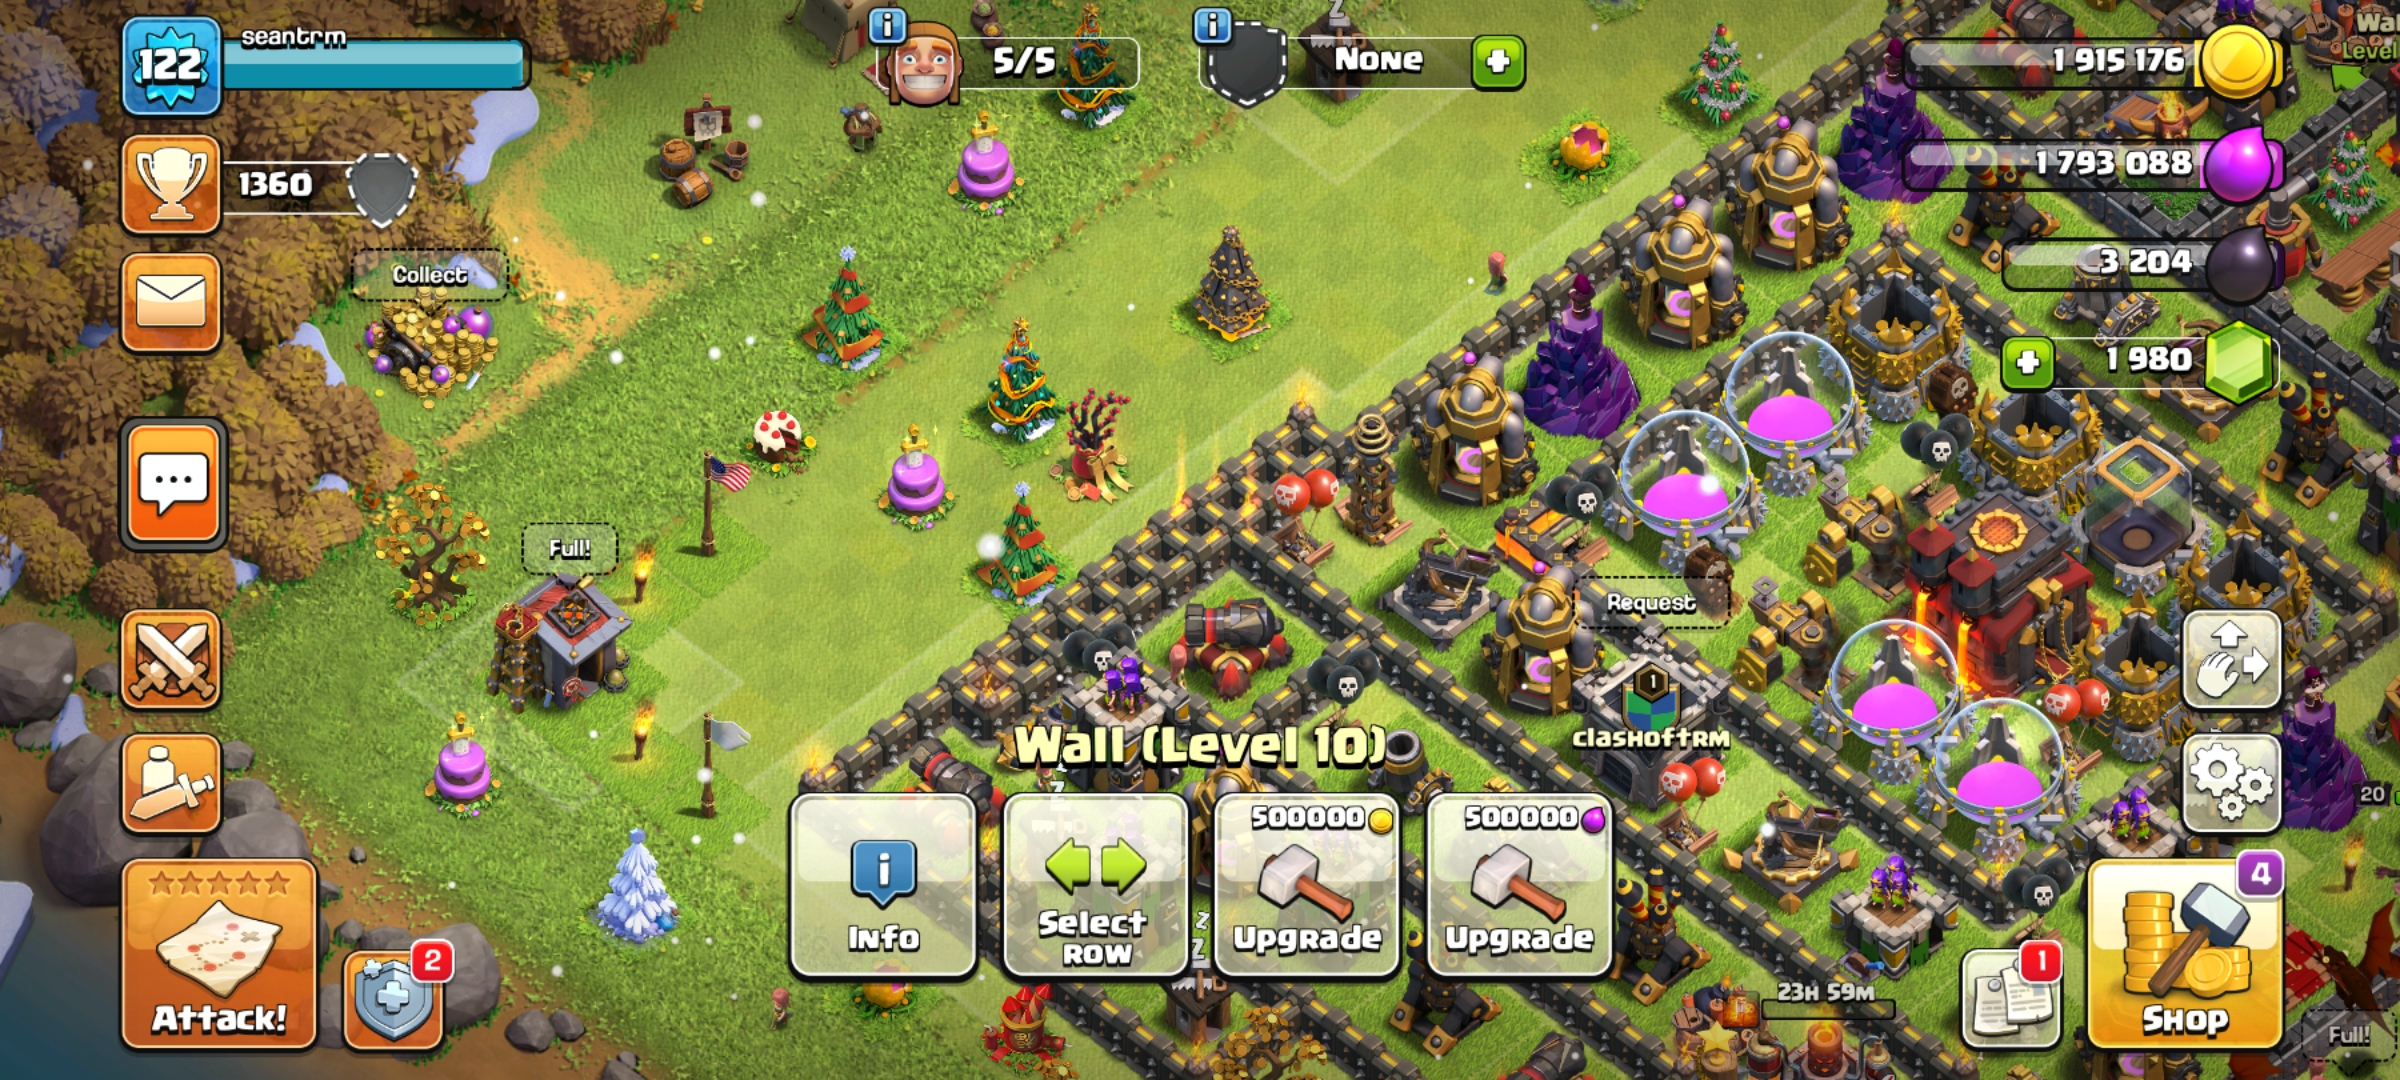 122
seantrm
5/5
None
1 915 176
Level
1360
1 793 088
Collect
3 204
1 980
Full!
Request
1
clashoftRM
Wall (Level 10)
20
Info
Select
Row
500000
Upgrade
500000
Upgrade
4
2
Attack!
23H 59M
1
Shop
Full!